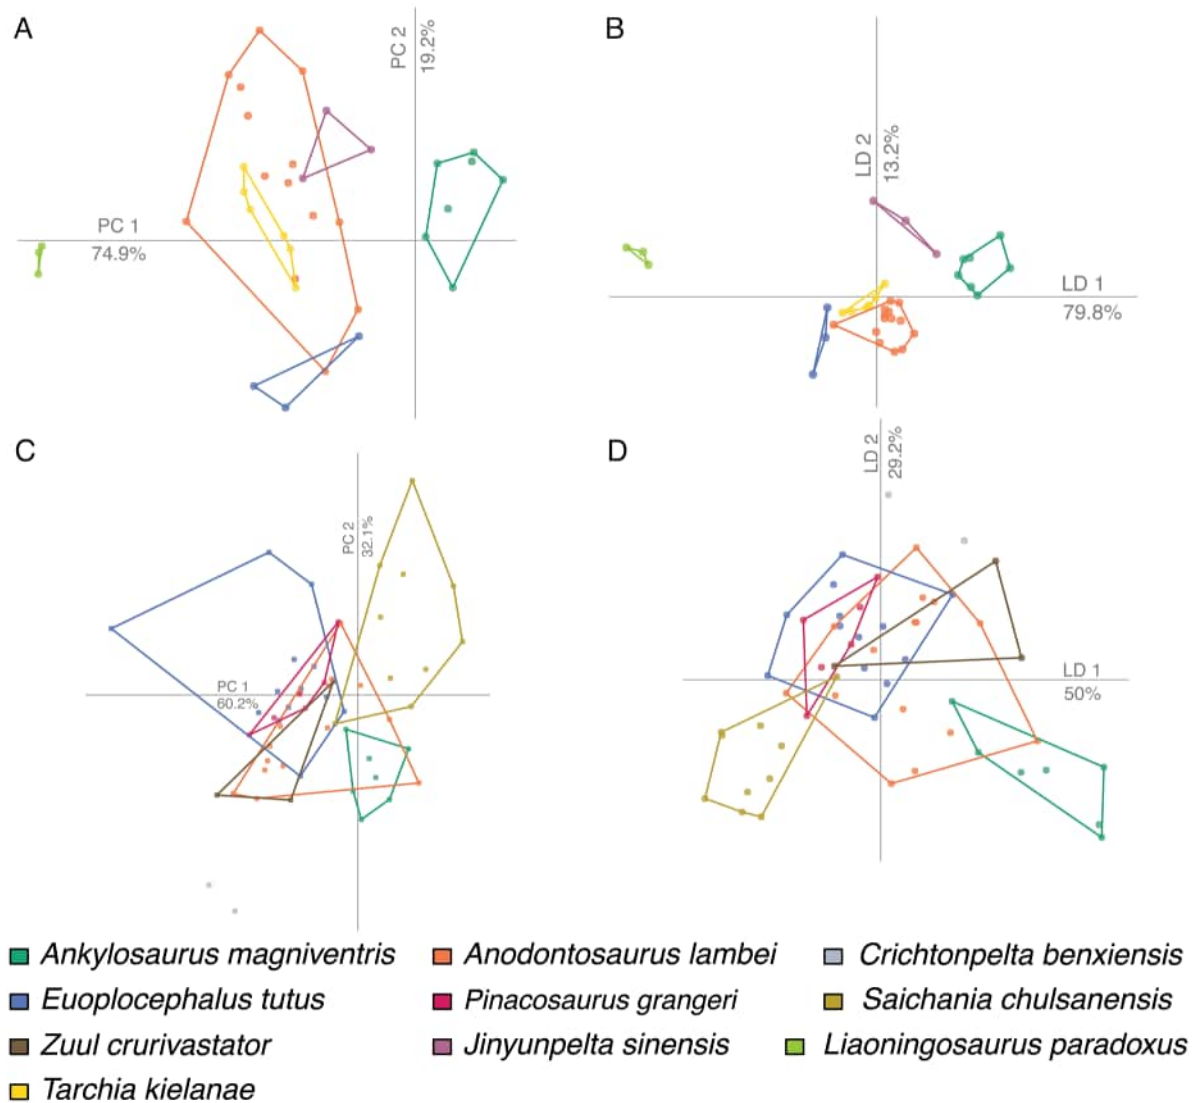 A
PC 2
19.2%
PC 1
74.9%
B
LD 2
13.2%
LD 1
79.8%
C
PC 2
32.1%
PC 1
60.2%
D
LD 2
29.2%
LD 1
50%
Ankylosaurus magniventris
Anodontosaurus lambei
Crichtonpelta benxiensis
Euoplocephalus tutus
Pinacosaurus grangeri
Saichania chulsanensis
Zuul crurivastator
Jinyunpelta sinensis
Liaoningosaurus paradoxus
Tarchia kielanae